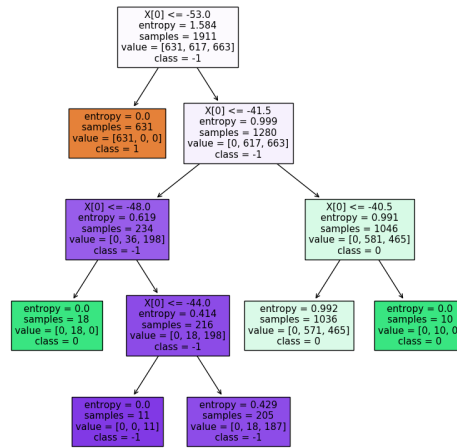 X[0] <= -53.0
entropy = 1.584
samples = 1911
value = [631, 617, 663]
class = -1
entropy = 0.0
samples = 631
value = [631, 0, 0]
class = 1
X[0] <= -41.5
entropy = 0.999
samples = 1280
value = [0, 617, 663]
class = -1
X[0] <= -48.0
entropy = 0.619
samples = 234
value = [0, 36, 198]
class = -1
X[0] <= -40.5
entropy = 0.991
samples = 1046
value = [0, 581, 465]
class = 0
entropy = 0.0
samples = 18
value = [0, 18, 0]
class = 0
X[0] <= -44.0
entropy = 0.414
samples = 216
value = [0, 18, 198]
class = -1
entropy = 0.992
samples = 1036
value = [0, 571, 465]
class = 0
entropy = 0.0
samples = 10
value = [0, 10, 0
class = 0
entropy = 0.0
samples = 11
value = [0, 0, 11]
class = -1
entropy = 0.429
samples = 205
value = [0, 18, 187]
class = -1